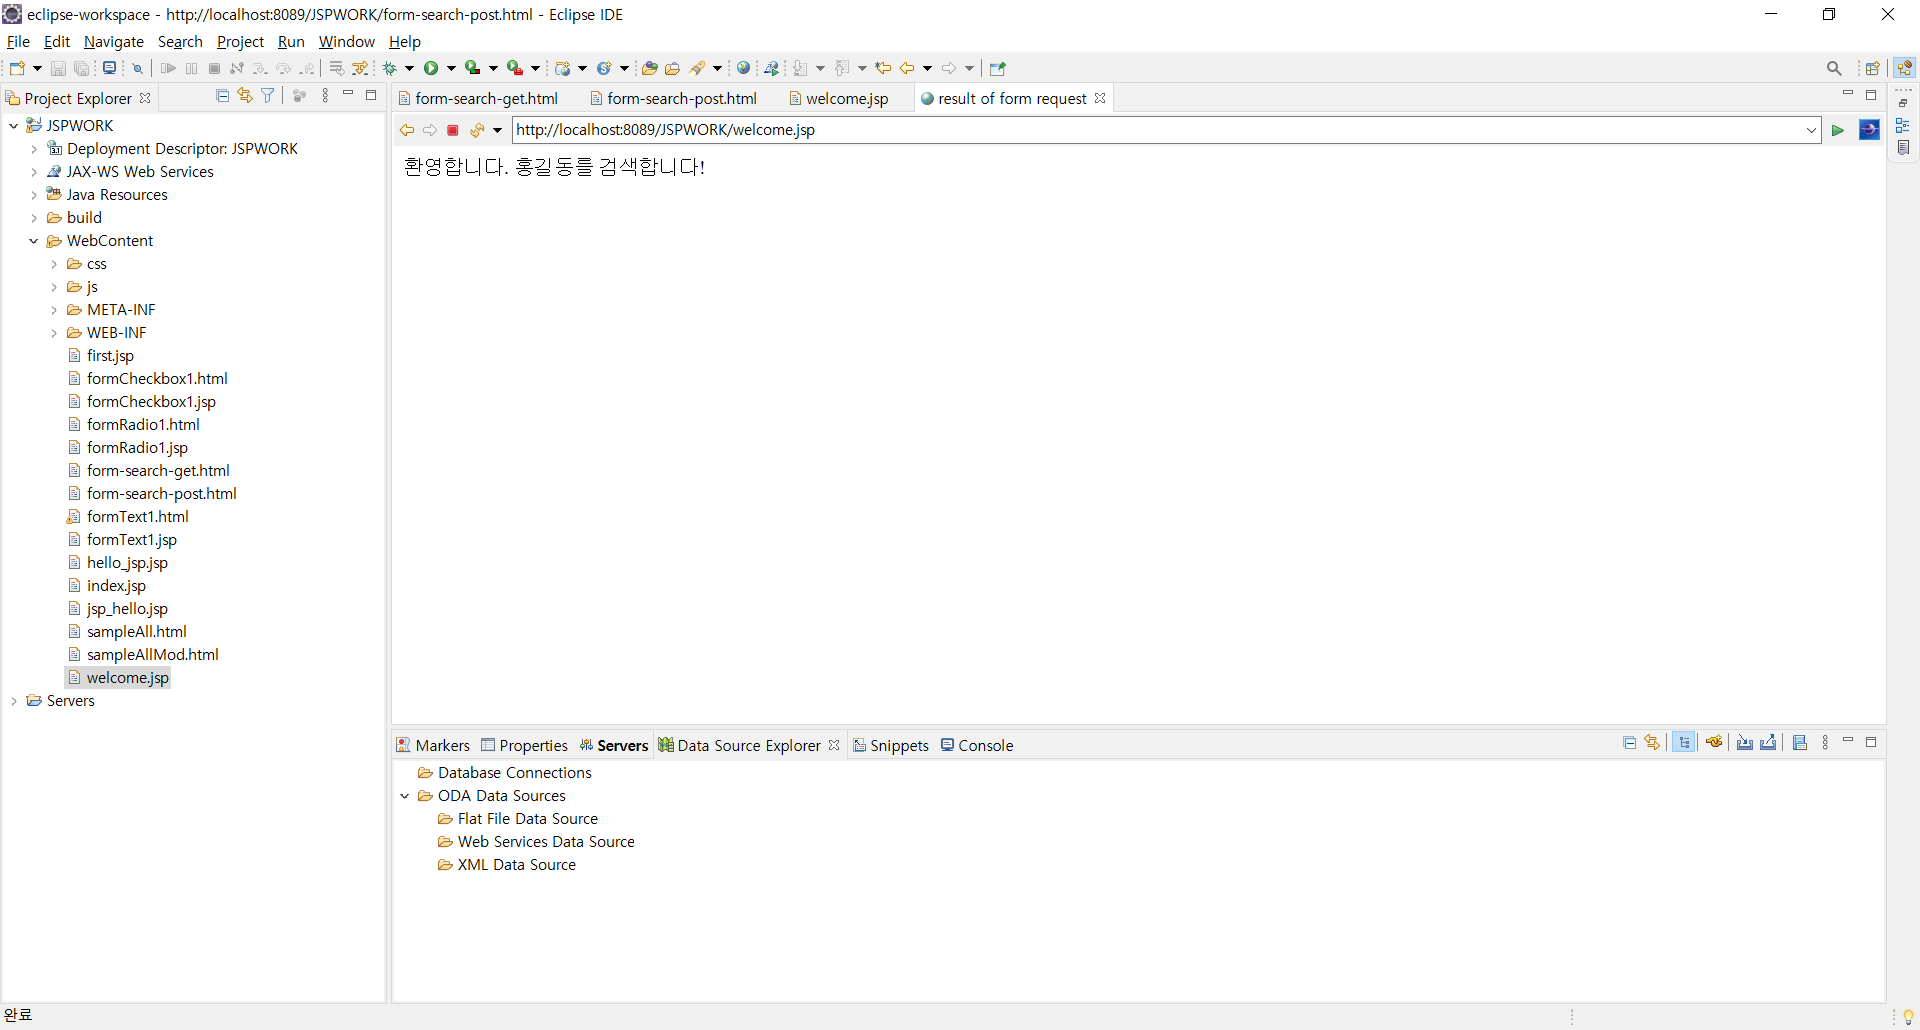 eclipse-workspace - http://localhost:8089/JSPWORK/form-search-post.html - Eclipse IDE
File Edit Navigate Search Project Run Window Help
Project Explorer
JSPWORK
Deployment Descriptor: JSPWORK
JAX-WS Web Services
Java Resources
build
WebContent
css
js
META-INF
WEB-INF
first.jsp
formCheckbox1.html
formCheckbox1.jsp
formRadio1.html
formRadio1.jsp
form-search-get.html
form-search-post.html
formText1.html
formText1.jsp
hello_jsp.jsp
index.jsp
jsp_hello.jsp
sampleAll.html
sampleAllMod.html
welcome.jsp
Servers
form-search-get.html form-search-post.html welcome.jsp result of form request
http://localhost:8089/JSPWORK/welcome.jsp
환영합니다. 홍길동를 검색합니다!
Markers Properties Servers Data Source Explorer Snippets Console
Database Connections
ODA Data Sources
Flat File Data Source
Web Services Data Source
XML Data Source
완료